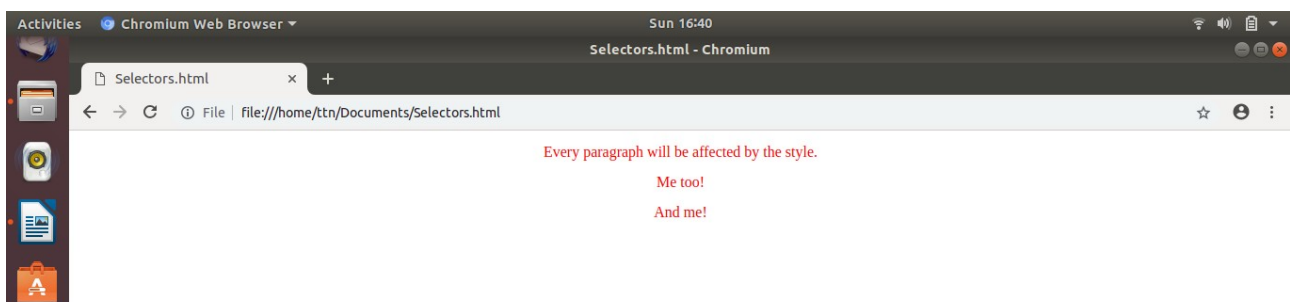 Activities Chromium Web Browser Sun 16:40
Selectors.html - Chromium
Selectors.html × +
File | file:///home/ttn/Documents/Selectors.html
Every paragraph will be affected by the style.
Me too!
And me!